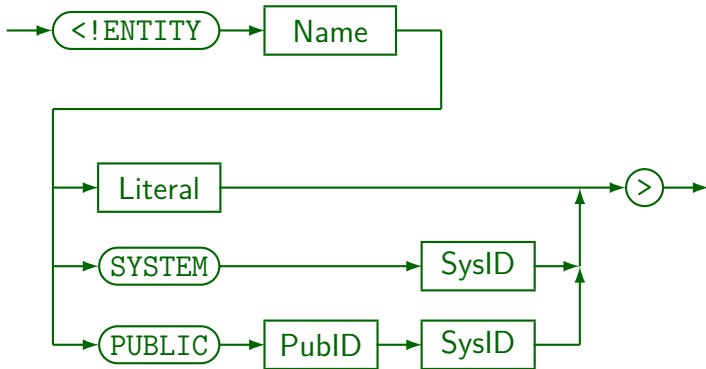 <!ENTITY Name
Literal >
SYSTEM SysID
PUBLIC PubID SysID